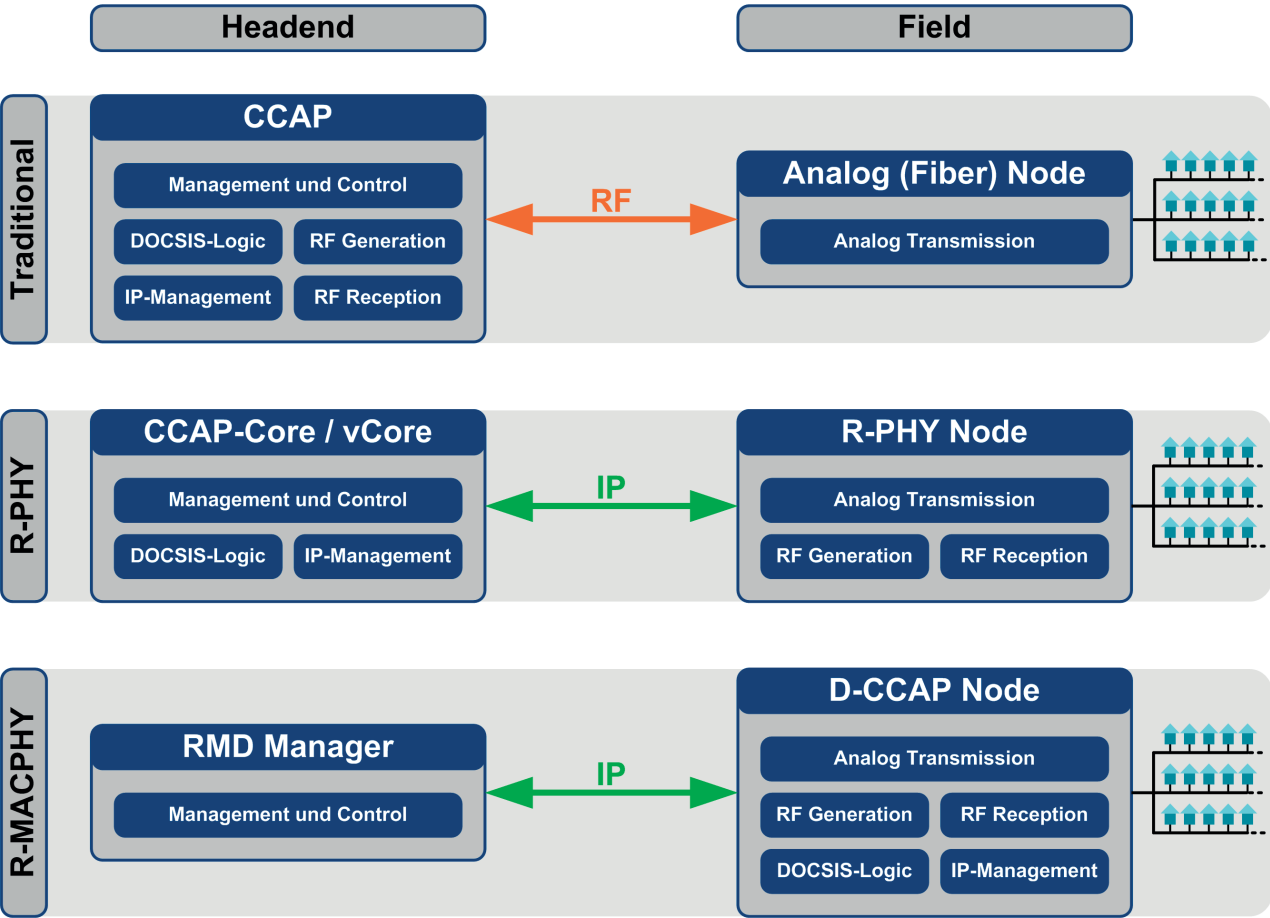 Headend
Field
Traditional
CCAP
Management und Control
DOCSIS-Logic
RF Generation
IP-Management
RF Reception
RF
Analog (Fiber) Node
Analog Transmission
R-PHY
CCAP-Core / vCore
Management und Control
DOCSIS-Logic
IP-Management
IP
R-PHY Node
Analog Transmission
RF Generation
RF Reception
R-MACPHY
RMD Manager
Management und Control
IP
D-CCAP Node
Analog Transmission
RF Generation
RF Reception
DOCSIS-Logic
IP-Management